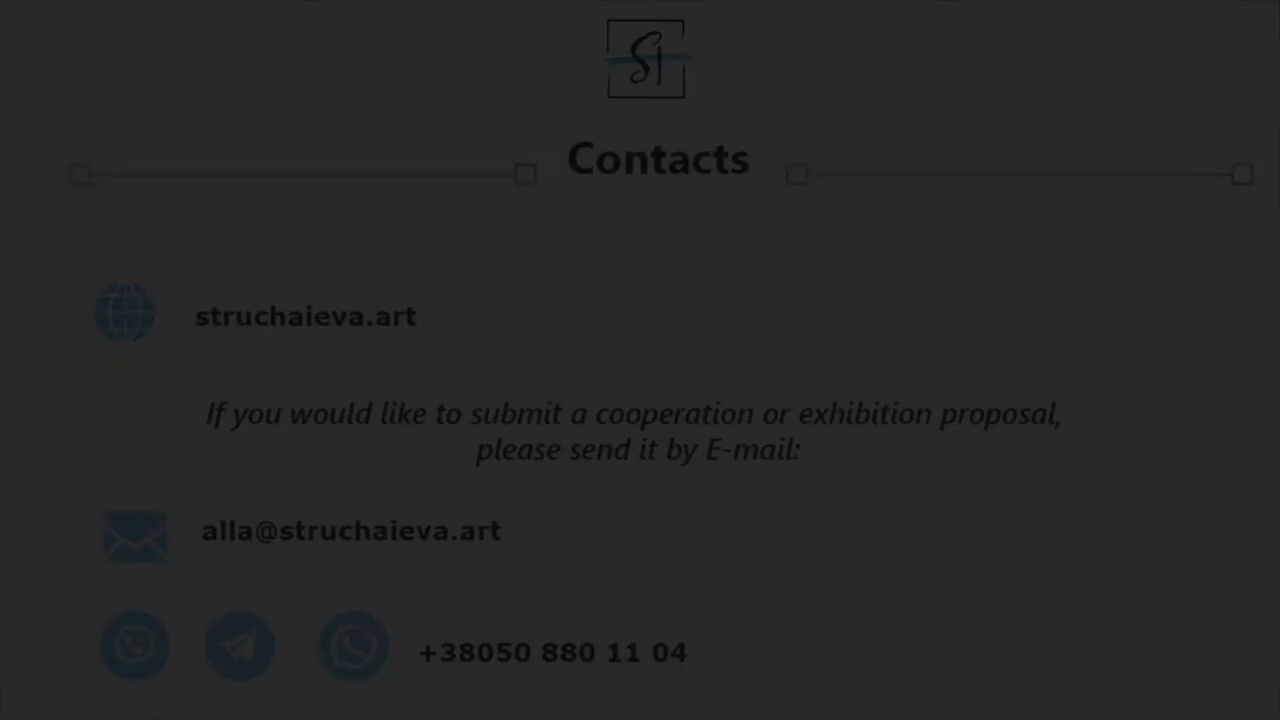 Contacts
struchaieva.art
If you would like to submit a cooperation or exhibition proposal,
please send it by E-mail:
alla@struchaieva.art
+38050 880 11 04